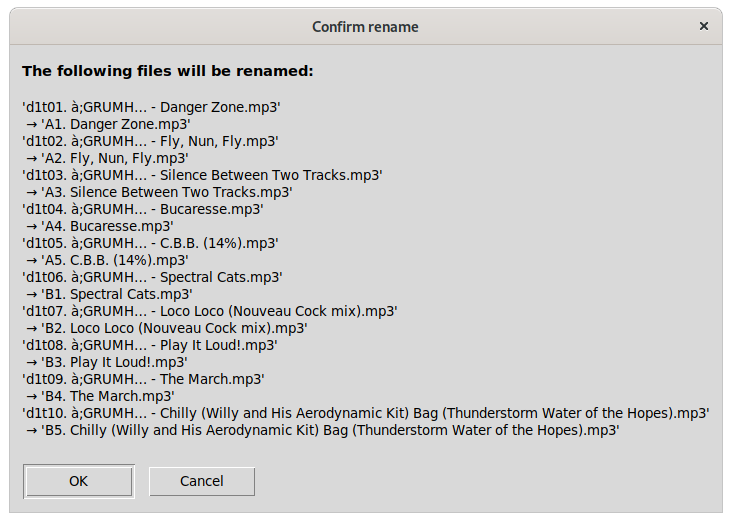 Confirm rename
×
The following files will be renamed:
'd1t01. à;GRUMH... - Danger Zone.mp3'
→ 'A1. Danger Zone.mp3'
'd1t02. à;GRUMH... - Fly, Nun, Fly.mp3'
→ 'A2. Fly, Nun, Fly.mp3'
'd1t03. à;GRUMH... - Silence Between Two Tracks.mp3'
→ 'A3. Silence Between Two Tracks.mp3'
'd1t04. à;GRUMH... - Bucaresse.mp3'
→ 'A4. Bucaresse.mp3'
'd1t05. à;GRUMH... - C.B.B. (14%).mp3'
→ 'A5. C.B.B. (14%).mp3'
'd1t06. à;GRUMH... - Spectral Cats.mp3'
→ 'B1. Spectral Cats.mp3'
'd1t07. à;GRUMH... - Loco Loco (Nouveau Cock mix).mp3'
→ 'B2. Loco Loco (Nouveau Cock mix).mp3'
'd1t08. à;GRUMH... - Play It Loud!.mp3'
→ 'B3. Play It Loud!.mp3'
'd1t09. à;GRUMH... - The March.mp3'
→ 'B4. The March.mp3'
'd1t10. à;GRUMH... - Chilly (Willy and His Aerodynamic Kit) Bag (Thunderstorm Water of the Hopes).mp3'
→ 'B5. Chilly (Willy and His Aerodynamic Kit) Bag (Thunderstorm Water of the Hopes).mp3'
OK
Cancel